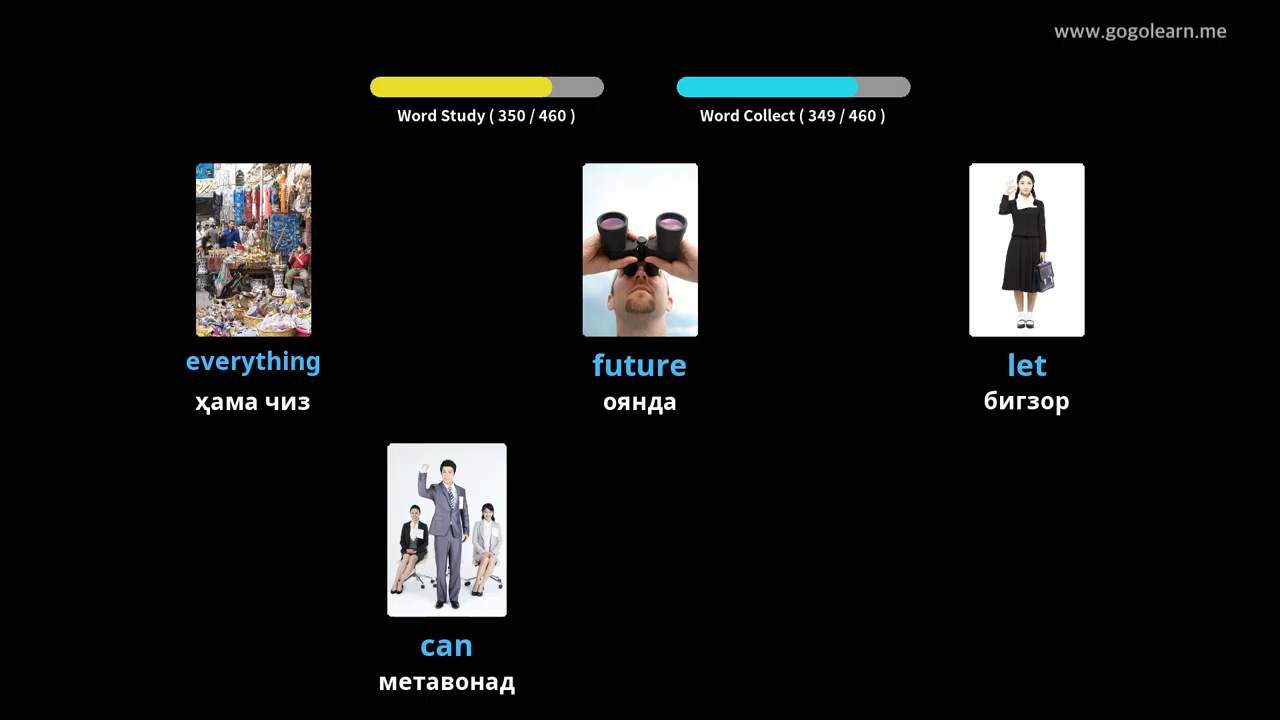 www.gogolearn.me
Word Study ( 350 / 460 )
Word Collect ( 349 / 460 )
everything
ҳама чиз
future
оянда
let
бигзор
can
метавонад